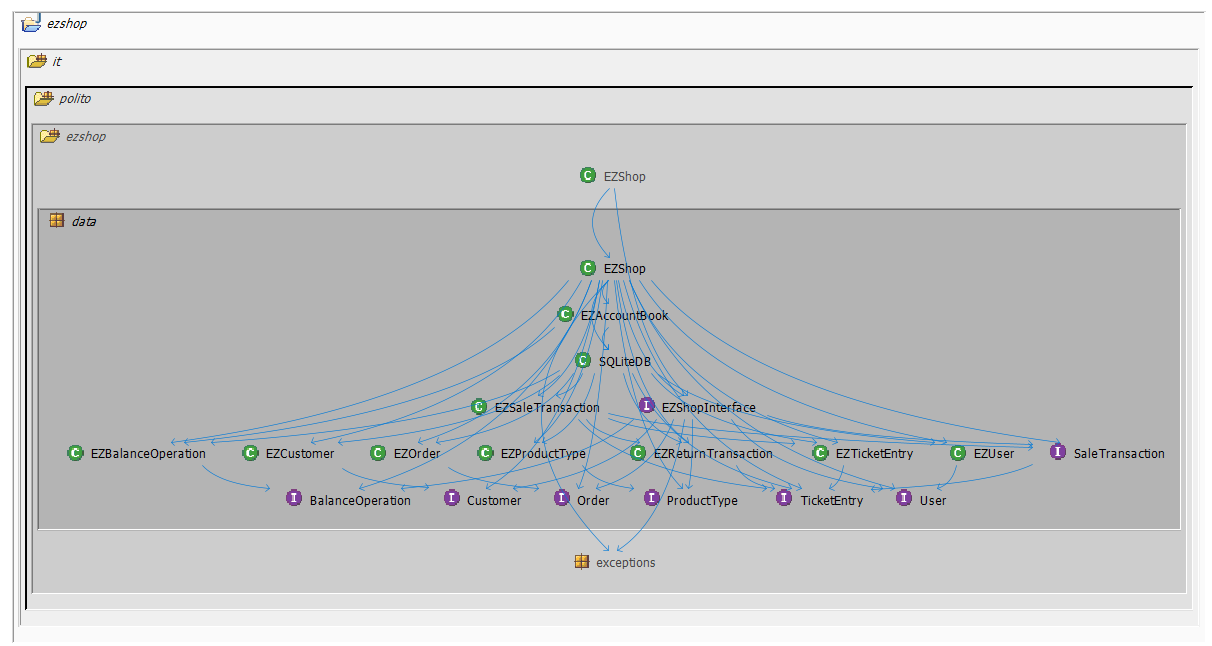 ezshop
it
polito
ezshop
C EZShop
data
C EZShop
C EZAccountBook
C SQLiteDB
C EZSaleTransaction I EZShopInterface
C EZBalanceOperation C EZCustomer C EZOrder C EZProductType C EZReturnTransaction C EZTicketEntry C EZUser I SaleTransaction
I BalanceOperation I Customer I Order I ProductType I TicketEntry I User
exceptions